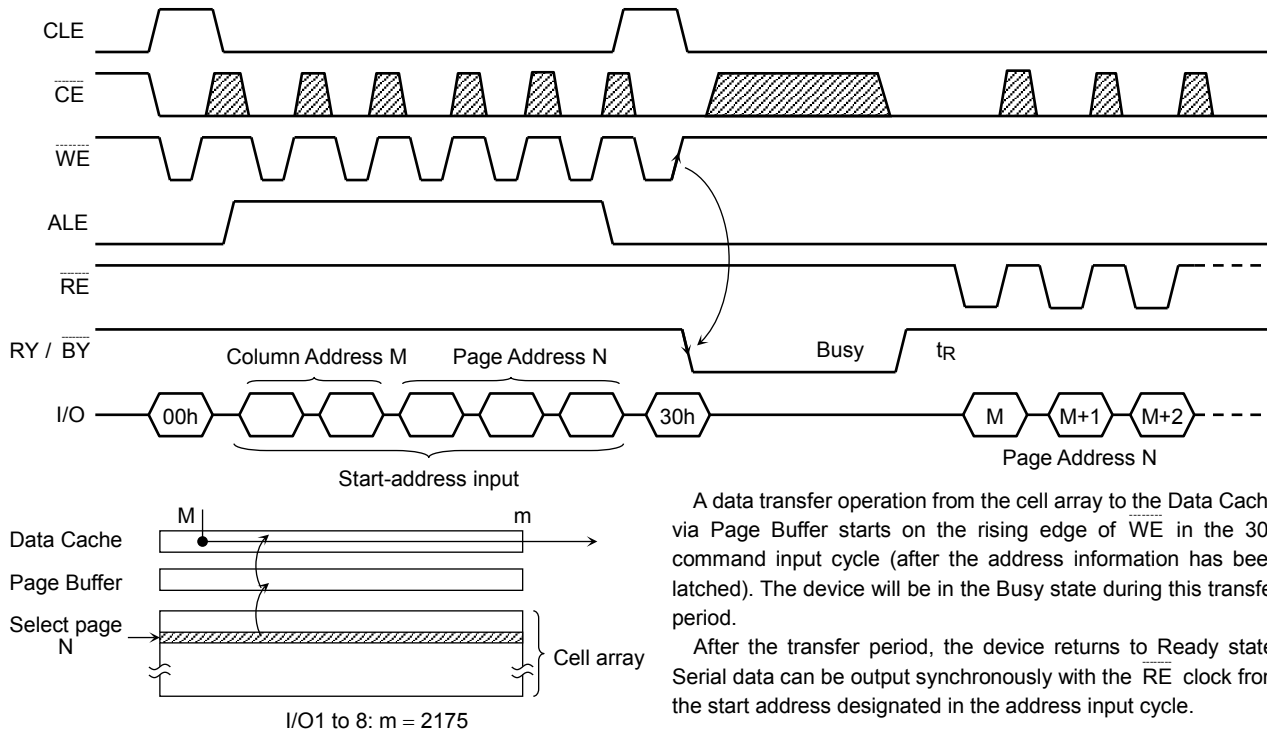 CLE
CE
WE
ALE
RE
RY / BY
Busy
tR
Column Address M
Page Address N
I/O
00h
30h
M
M+1
M+2
Start-address input
Page Address N
M
m
Data Cache
Page Buffer
Select page
N
Cell array
I/O1 to 8: m = 2175
A data transfer operation from the cell array to the Data Cach
via Page Buffer starts on the rising edge of WE in the 30
command input cycle (after the address information has bee
latched). The device will be in the Busy state during this transfe
period.
After the transfer period, the device returns to Ready state
Serial data can be output synchronously with the RE clock from
the start address designated in the address input cycle.